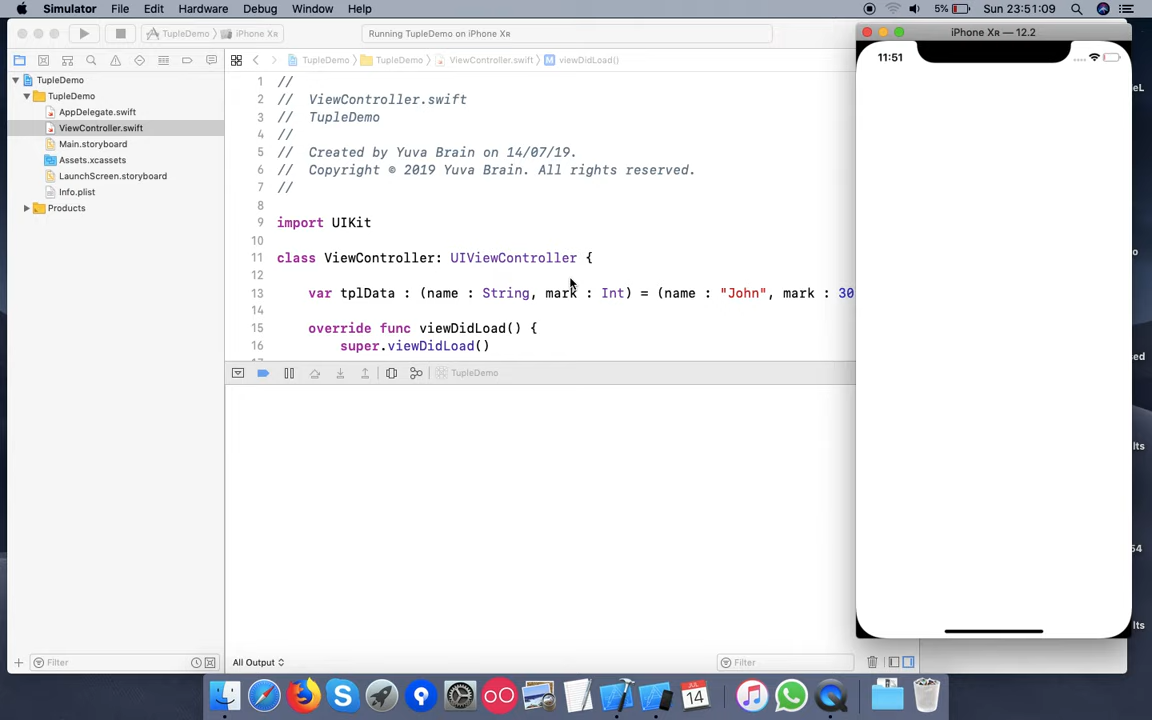 Simulator File Edit Hardware Debug Window Help 5% Sun 23:51:09
TupleDemo iPhone XR
Running TupleDemo on iPhone XR
iPhone XR — 12.2
11:51
TupleDemo TupleDemo ViewController.swift viewDidLoad()
TupleDemo
TupleDemo
AppDelegate.swift
ViewController.swift
Main.storyboard
Assets.xcassets
LaunchScreen.storyboard
Info.plist
Products
1 //
2 // ViewController.swift
3 // TupleDemo
4 //
5 // Created by Yuva Brain on 14/07/19.
6 // Copyright © 2019 Yuva Brain. All rights reserved.
7 //
8
9 import UIKit
10
11 class ViewController: UIViewController {
12
13 var tplData : (name : String, mark : Int) = (name : "John", mark : 30
14
15 override func viewDidLoad() {
16 super.viewDidLoad()
TupleDemo
Filter
All Output
Filter
JUL
14